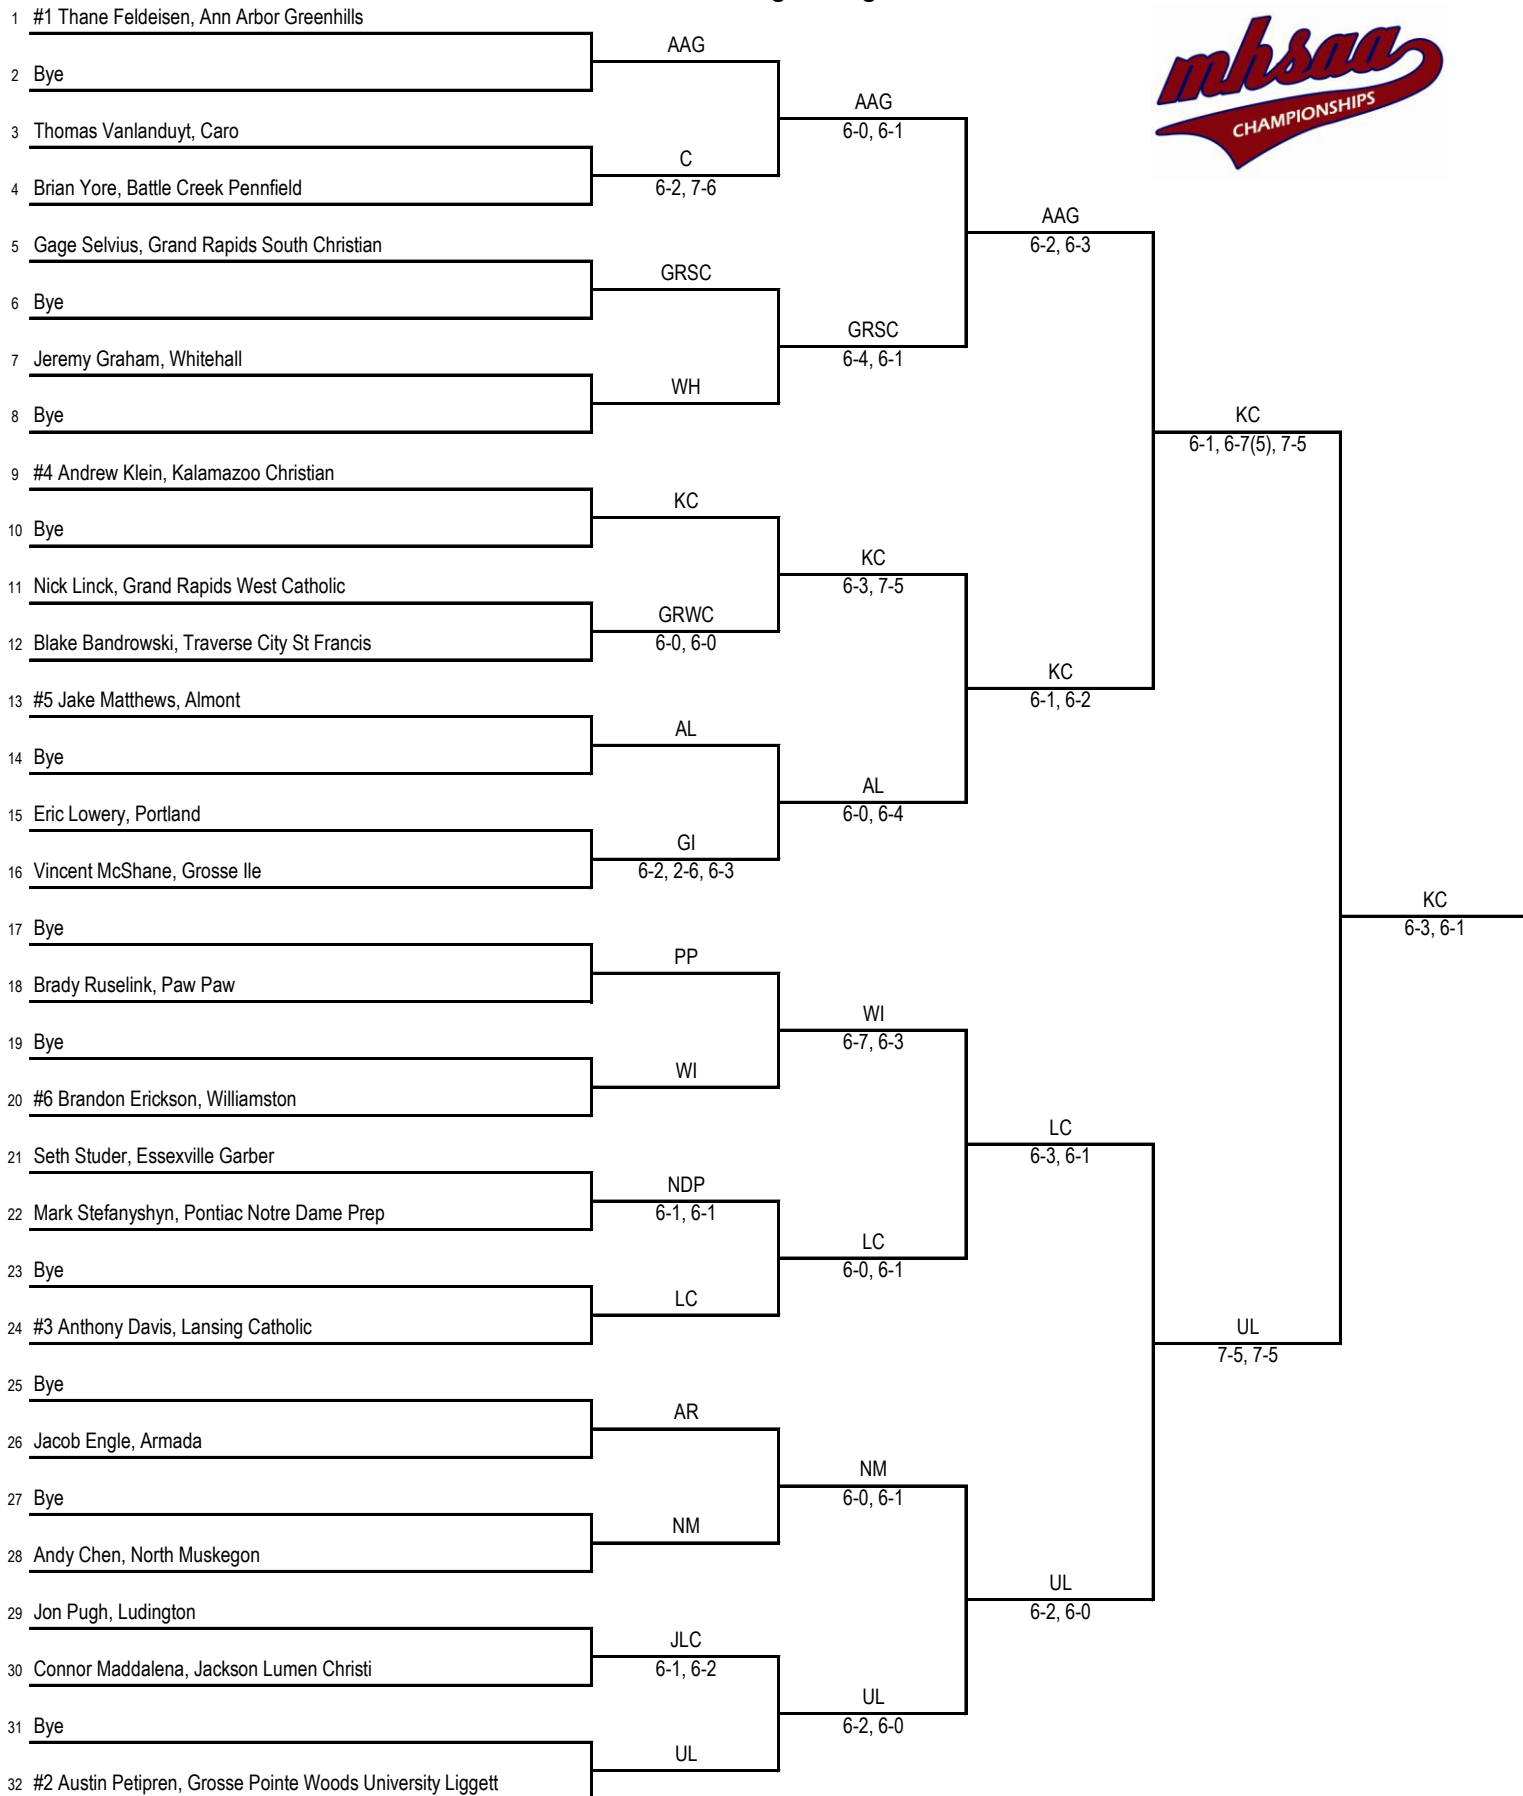 mhsaa
CHAMPIONSHIPS
1 #1 Thane Feldeisen, Ann Arbor Greenhills
AAG
2 Bye
AAG
6-0, 6-1
3 Thomas Vanlanduyt, Caro
C
6-2, 7-6
4 Brian Yore, Battle Creek Pennfield
AAG
6-2, 6-3
5 Gage Selvius, Grand Rapids South Christian
GRSC
6 Bye
GRSC
6-4, 6-1
7 Jeremy Graham, Whitehall
WH
8 Bye
KC
6-1, 6-7(5), 7-5
9 #4 Andrew Klein, Kalamazoo Christian
KC
10 Bye
KC
6-3, 7-5
11 Nick Linck, Grand Rapids West Catholic
GRWC
6-0, 6-0
12 Blake Bandrowski, Traverse City St Francis
KC
6-1, 6-2
13 #5 Jake Matthews, Almont
AL
14 Bye
AL
6-0, 6-4
15 Eric Lowery, Portland
GI
6-2, 2-6, 6-3
16 Vincent McShane, Grosse Ile
KC
6-3, 6-1
17 Bye
PP
18 Brady Ruselink, Paw Paw
WI
6-7, 6-3
19 Bye
WI
20 #6 Brandon Erickson, Williamston
LC
6-3, 6-1
21 Seth Studer, Essexville Garber
NDP
6-1, 6-1
22 Mark Stefanyshyn, Pontiac Notre Dame Prep
LC
6-0, 6-1
23 Bye
LC
24 #3 Anthony Davis, Lansing Catholic
UL
7-5, 7-5
25 Bye
AR
26 Jacob Engle, Armada
NM
6-0, 6-1
27 Bye
NM
28 Andy Chen, North Muskegon
UL
6-2, 6-0
29 Jon Pugh, Ludington
JLC
6-1, 6-2
30 Connor Maddalena, Jackson Lumen Christi
UL
6-2, 6-0
31 Bye
UL
32 #2 Austin Petipren, Grosse Pointe Woods University Liggett